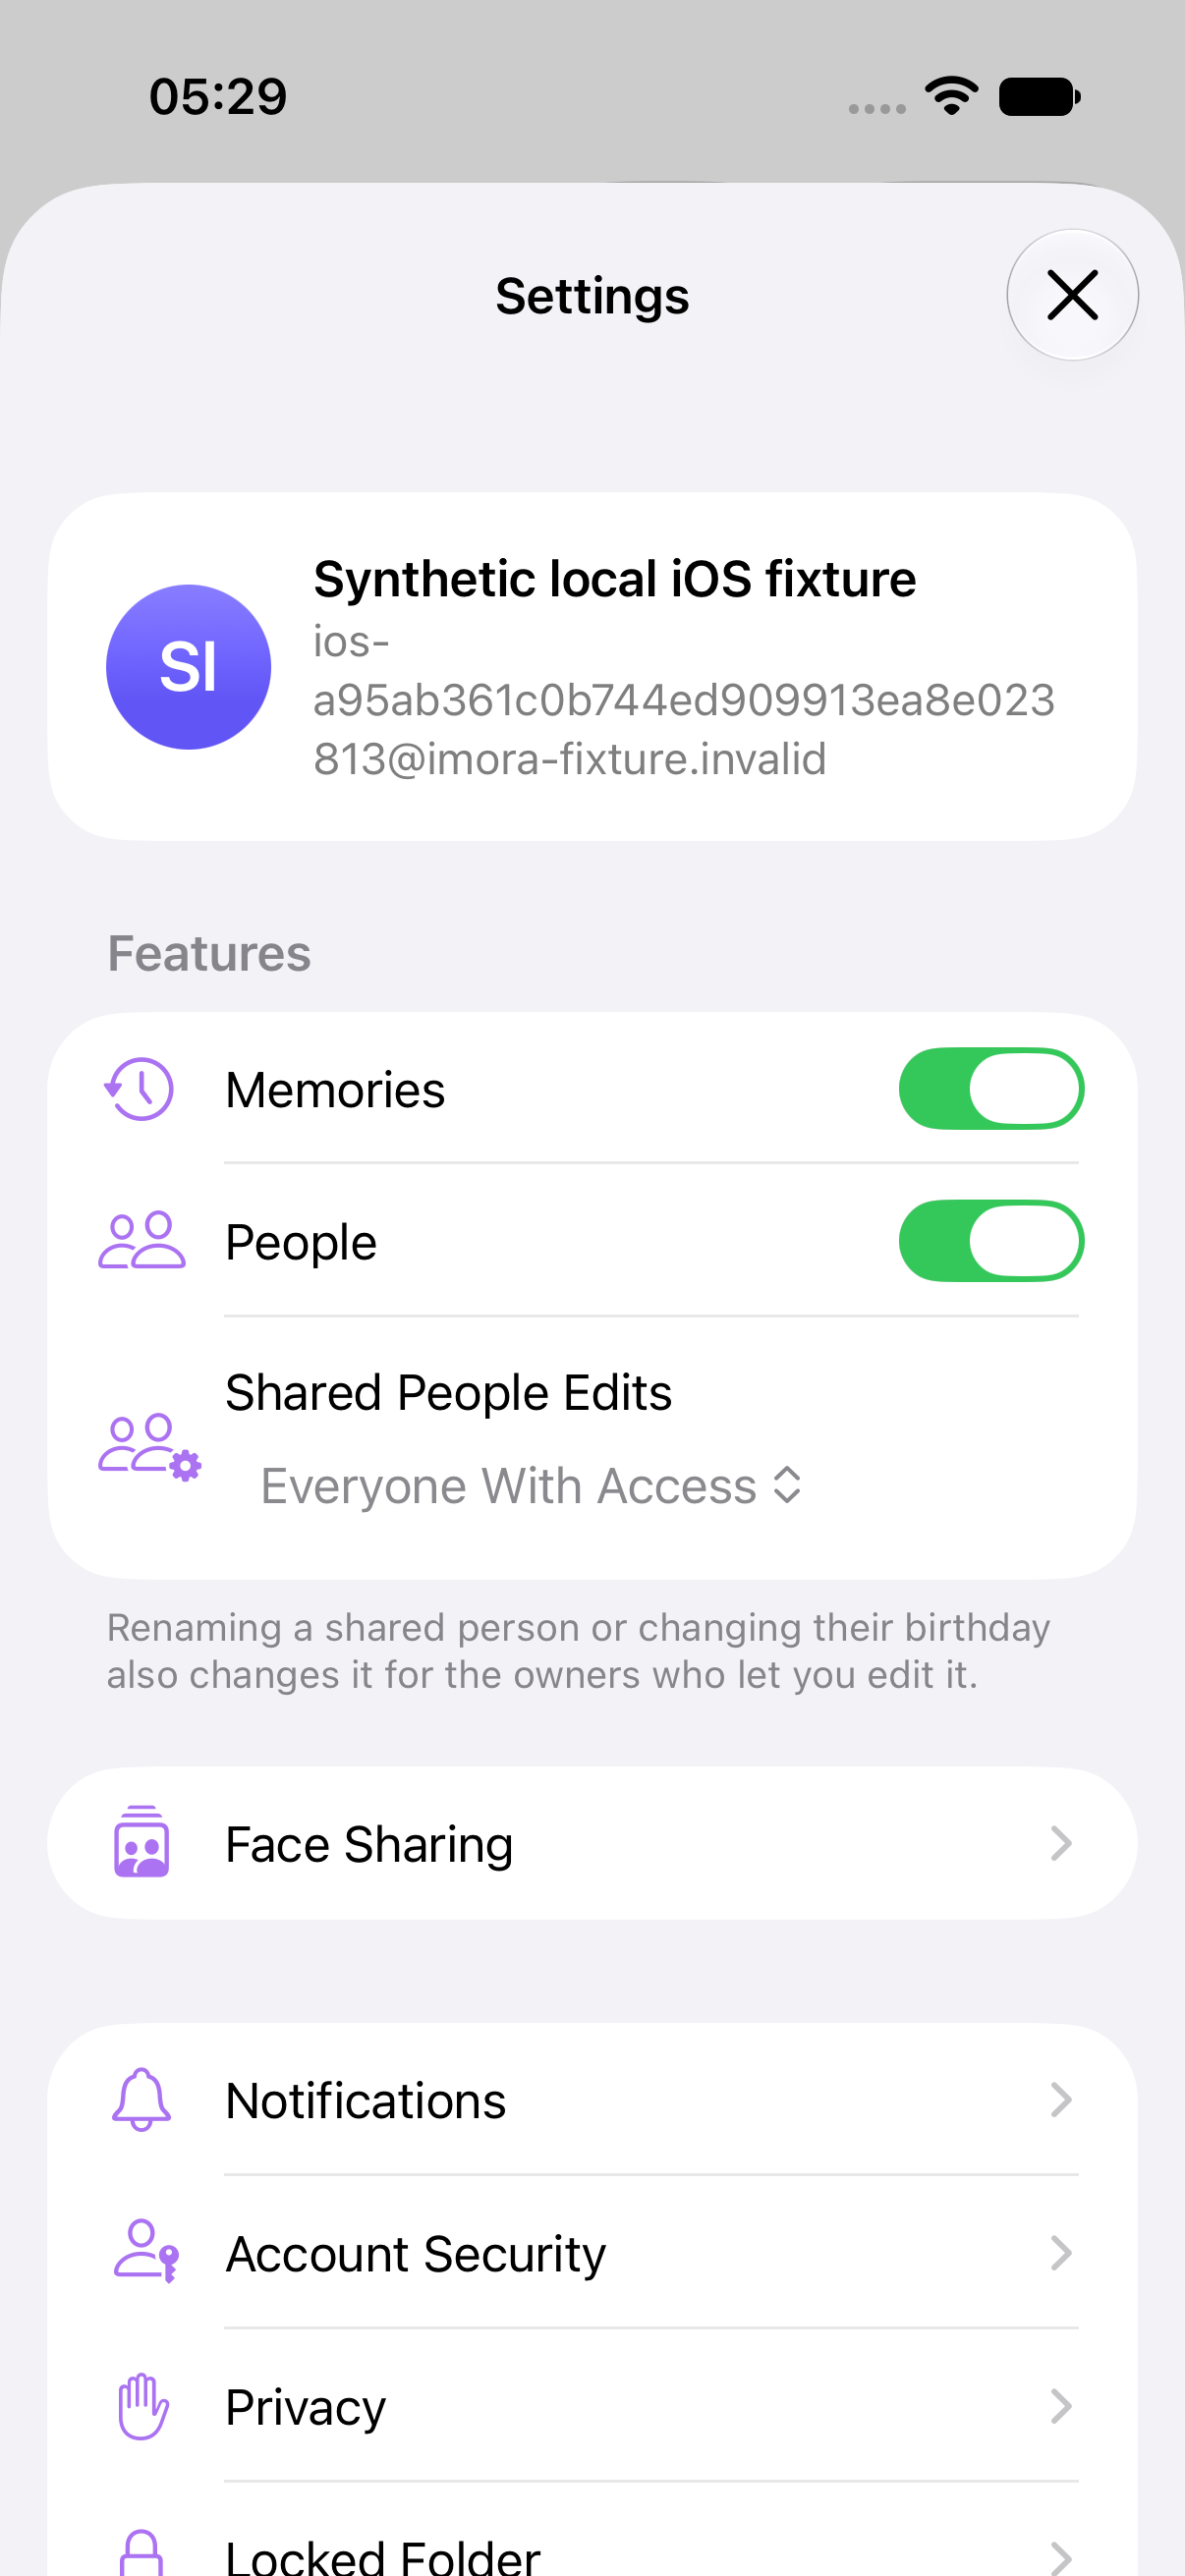 05:29
Settings
SI
Synthetic local iOS fixture
ios-
a95ab361c0b744ed909913ea8e023
813@imora-fixture.invalid
Features
Memories
People
Shared People Edits
Everyone With Access
Renaming a shared person or changing their birthday
also changes it for the owners who let you edit it.
Face Sharing
Notifications
Account Security
Privacy
Locked Folder